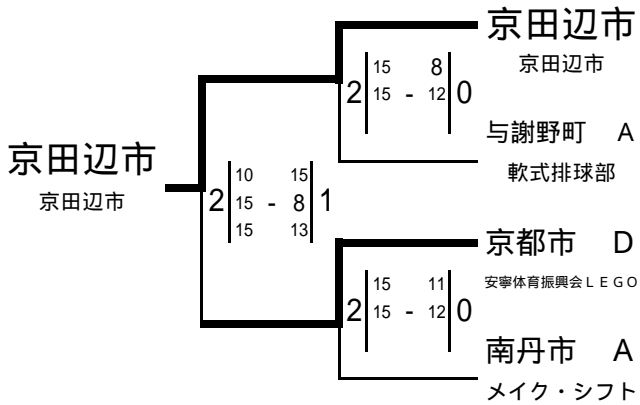 京田辺市
京田辺市
15 8
2 15 - 12 0
与謝野町 A
軟式排球部
京田辺市
京田辺市
10 15
2 15 - 8 1
15 13
京都市 D
安寧体育振興会LEGO
15 11
2 15 - 12 0
南丹市 A
メイク・シフト